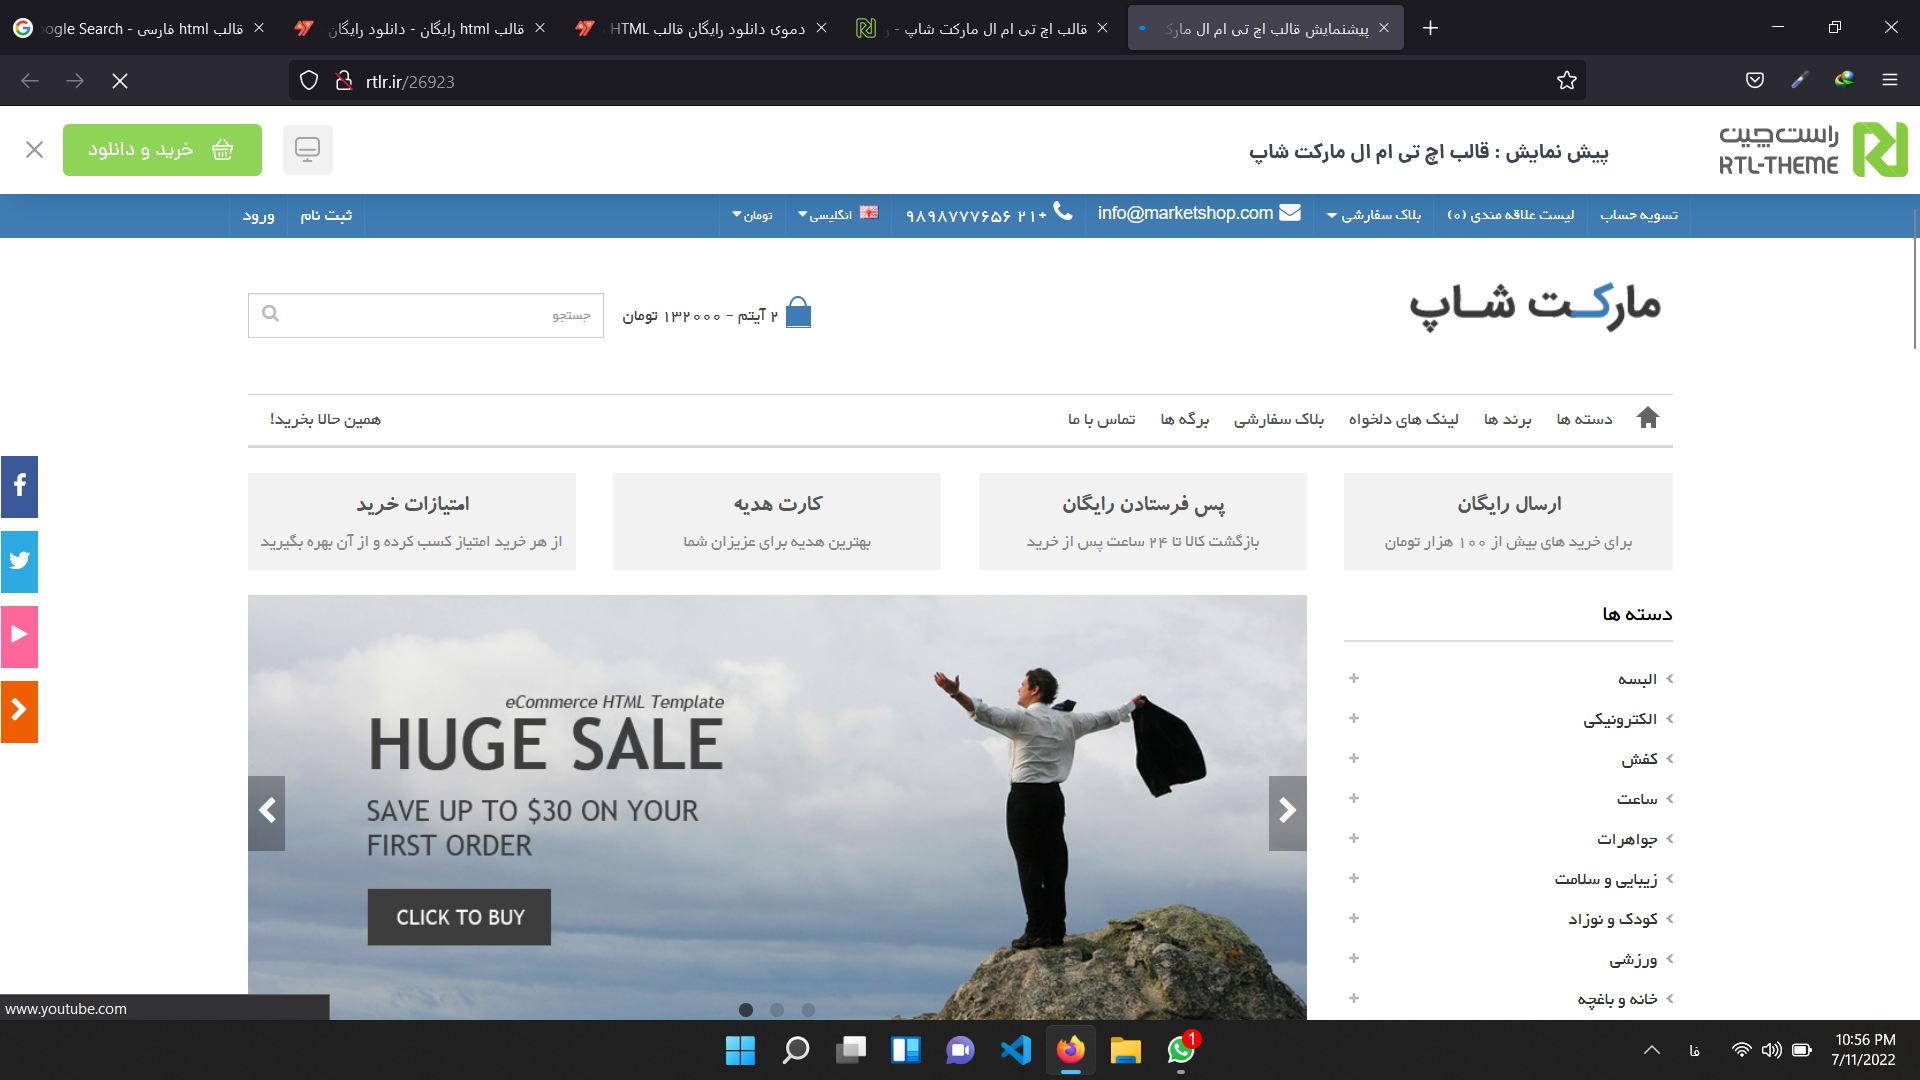 قالب html فارسی - Google Search
قالب html رایگان - دانلود رایگان
دموی دانلود رایگان قالب HTML
قالب اچ تی ام ال مارکت شاپ -
پیشنمایش قالب اچ تی ام ال مارک
rtlr.ir/26923
راست‌چین
RTL-THEME
پیش نمایش : قالب اچ تی ام ال مارکت شاپ
خرید و دانلود
تسویه حساب
لیست علاقه مندی (۰)
بلاک سفارشی
info@marketshop.com
+۲۱ ۹۸۹۸۷۷۷۶۵۶
انگلیسی
تومان
ثبت نام
ورود
مارکت شاپ
۲ آیتم - ۱۳۲۰۰۰ تومان
جستجو
دسته ها
برند ها
لینک های دلخواه
بلاک سفارشی
برگه ها
تماس با ما
همین حالا بخرید!
ارسال رایگان
برای خرید های بیش از ۱۰۰ هزار تومان
پس فرستادن رایگان
بازگشت کالا تا ۲۴ ساعت پس از خرید
کارت هدیه
بهترین هدیه برای عزیزان شما
امتیازات خرید
از هر خرید امتیاز کسب کرده و از آن بهره بگیرید
دسته ها
البسه
الکترونیکی
کفش
ساعت
جواهرات
زیبایی و سلامت
کودک و نوزاد
ورزشی
خانه و باغچه
eCommerce HTML Template
HUGE SALE
SAVE UP TO $30 ON YOUR
FIRST ORDER
CLICK TO BUY
www.youtube.com
1
فا
10:56 PM
7/11/2022